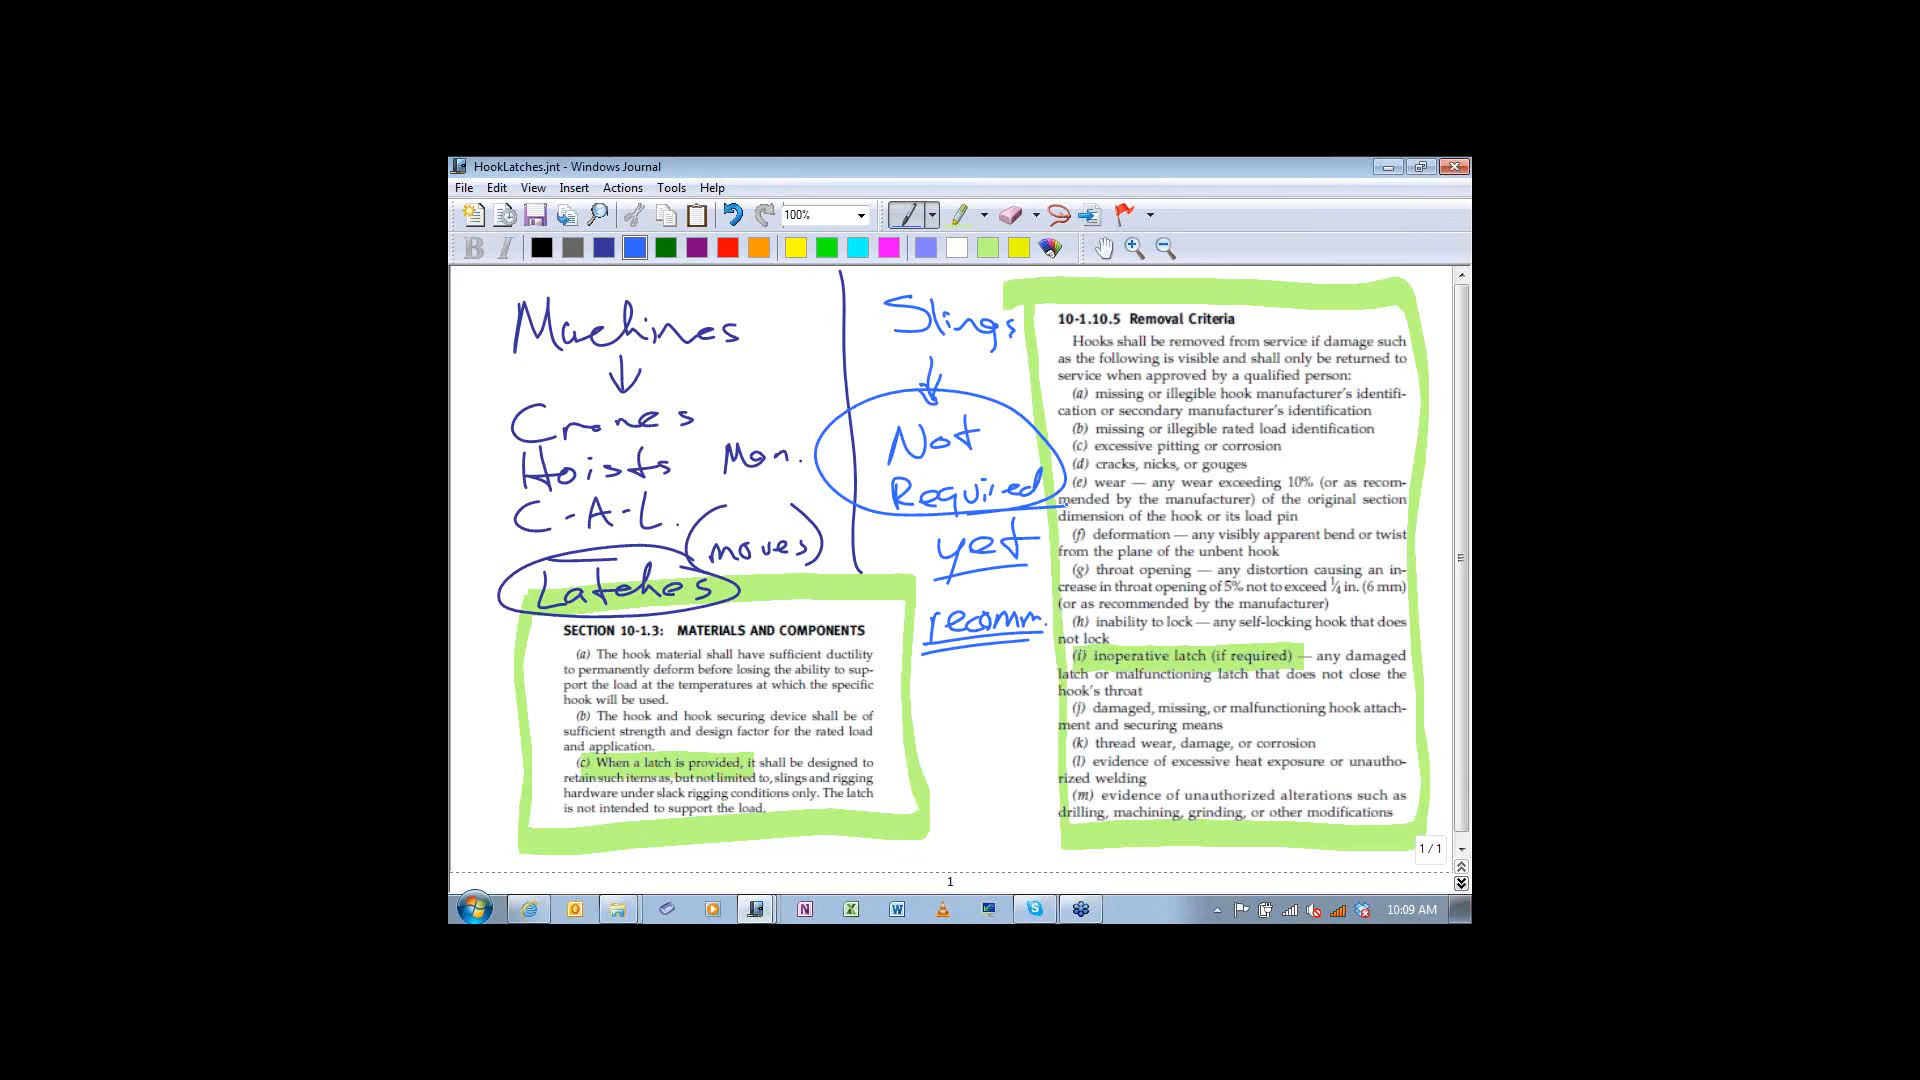 HookLatches.jnt - Windows Journal
File Edit View Insert Actions Tools Help
100%
B I
Machines
Cranes
Hoists Man.
C-A-L.
(moves)
Latches
SECTION 10-1.3: MATERIALS AND COMPONENTS
(a) The hook material shall have sufficient ductility
to permanently deform before losing the ability to sup-
port the load at the temperatures at which the specific
hook will be used.
(b) The hook and hook securing device shall be of
sufficient strength and design factor for the rated load
and application.
(c) When a latch is provided, it shall be designed to
retain such items as, but not limited to, slings and rigging
hardware under slack rigging conditions only. The latch
is not intended to support the load.
Slings
Not
Required
yet
recomm.
10-1.10.5 Removal Criteria
Hooks shall be removed from service if damage such
as the following is visible and shall only be returned to
service when approved by a qualified person:
(a) missing or illegible hook manufacturer's identifi-
cation or secondary manufacturer's identification
(b) missing or illegible rated load identification
(c) excessive pitting or corrosion
(d) cracks, nicks, or gouges
(e) wear — any wear exceeding 10% (or as recom-
mended by the manufacturer) of the original section
dimension of the hook or its load pin
(f) deformation — any visibly apparent bend or twist
from the plane of the unbent hook
(g) throat opening — any distortion causing an in-
crease in throat opening of 5% not to exceed 1/4 in. (6 mm)
(or as recommended by the manufacturer)
(h) inability to lock — any self-locking hook that does
not lock
(i) inoperative latch (if required) — any damaged
latch or malfunctioning latch that does not close the
hook's throat
(j) damaged, missing, or malfunctioning hook attach-
ment and securing means
(k) thread wear, damage, or corrosion
(l) evidence of excessive heat exposure or unautho-
rized welding
(m) evidence of unauthorized alterations such as
drilling, machining, grinding, or other modifications
1 / 1
1
10:09 AM